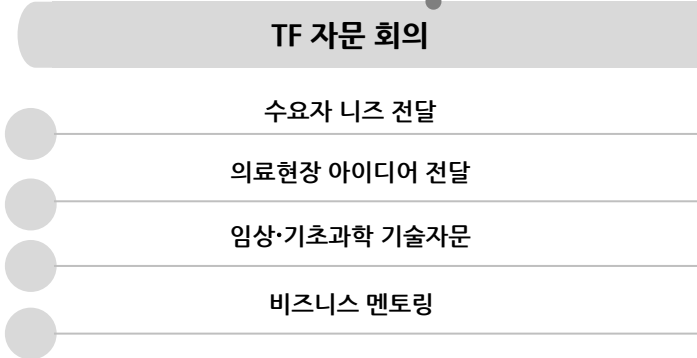 TF 자문 회의
수요자 니즈 전달
의료현장 아이디어 전달
임상·기초과학 기술자문
비즈니스 멘토링